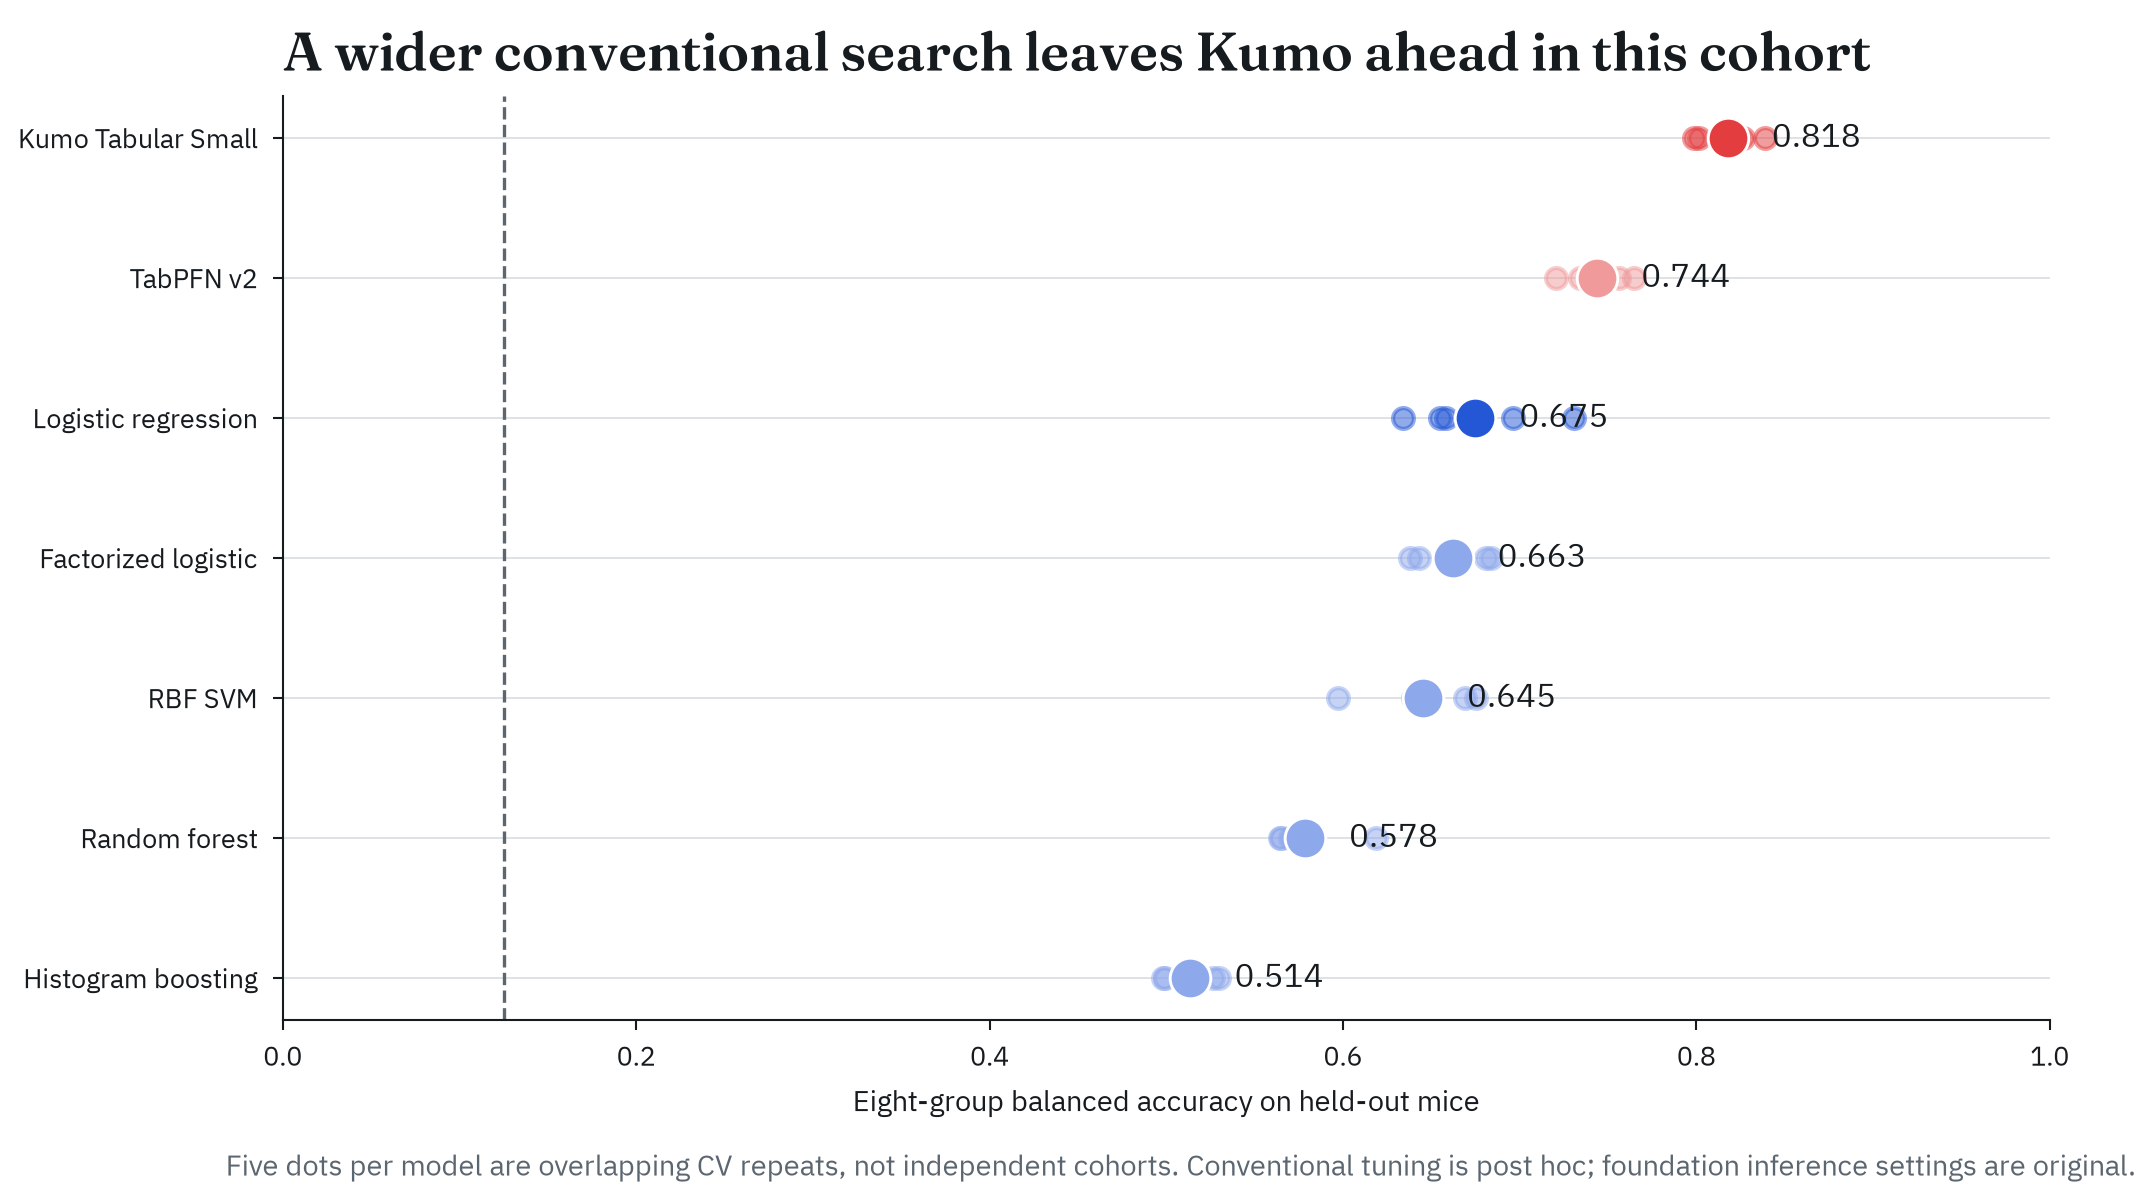 A wider conventional search leaves Kumo ahead in this cohort
Kumo Tabular Small
0.818
TabPFN v2
0.744
Logistic regression
0.675
Factorized logistic
0.663
RBF SVM
0.645
Random forest
0.578
Histogram boosting
0.514
0.0 0.2 0.4 0.6 0.8 1.0
Eight-group balanced accuracy on held-out mice
Five dots per model are overlapping CV repeats, not independent cohorts. Conventional tuning is post hoc; foundation inference settings are original.